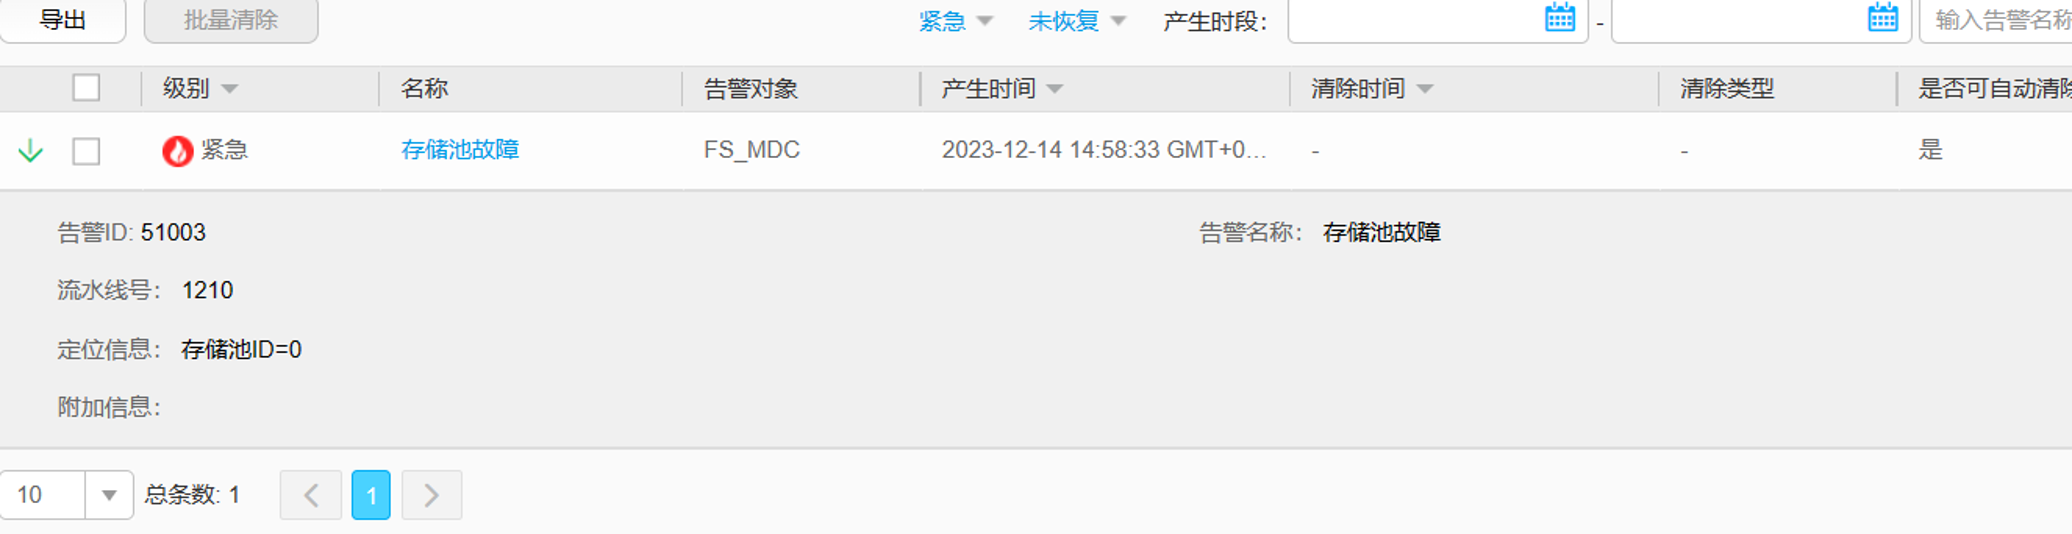 导出 批量清除 紧急 未恢复 产生时段： - 输入告警名称
级别 名称 告警对象 产生时间 清除时间 清除类型 是否可自动清除
紧急 存储池故障 FS_MDC 2023-12-14 14:58:33 GMT+0... - - 是
告警ID: 51003 告警名称： 存储池故障
流水线号： 1210
定位信息： 存储池ID=0
附加信息：
10 总条数: 1 1